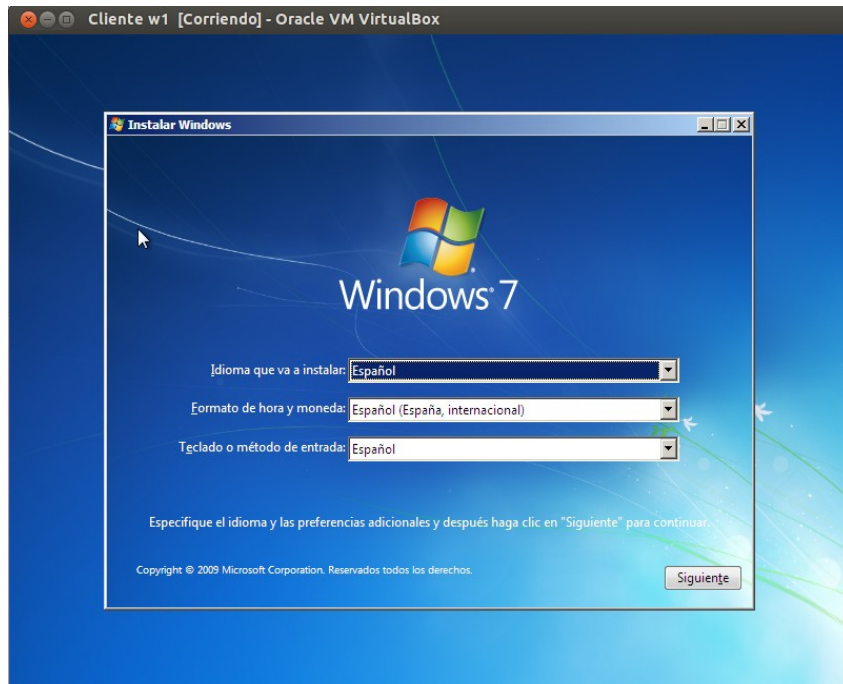 Cliente w1 [Corriendo] - Oracle VM VirtualBox
Instalar Windows
Windows 7
Idioma que va a instalar: Español
Formato de hora y moneda: Español (España, internacional)
Teclado o método de entrada: Español
Especifique el idioma y las preferencias adicionales y después haga clic en "Siguiente" para continuar.
Copyright © 2009 Microsoft Corporation. Reservados todos los derechos.
Siguiente